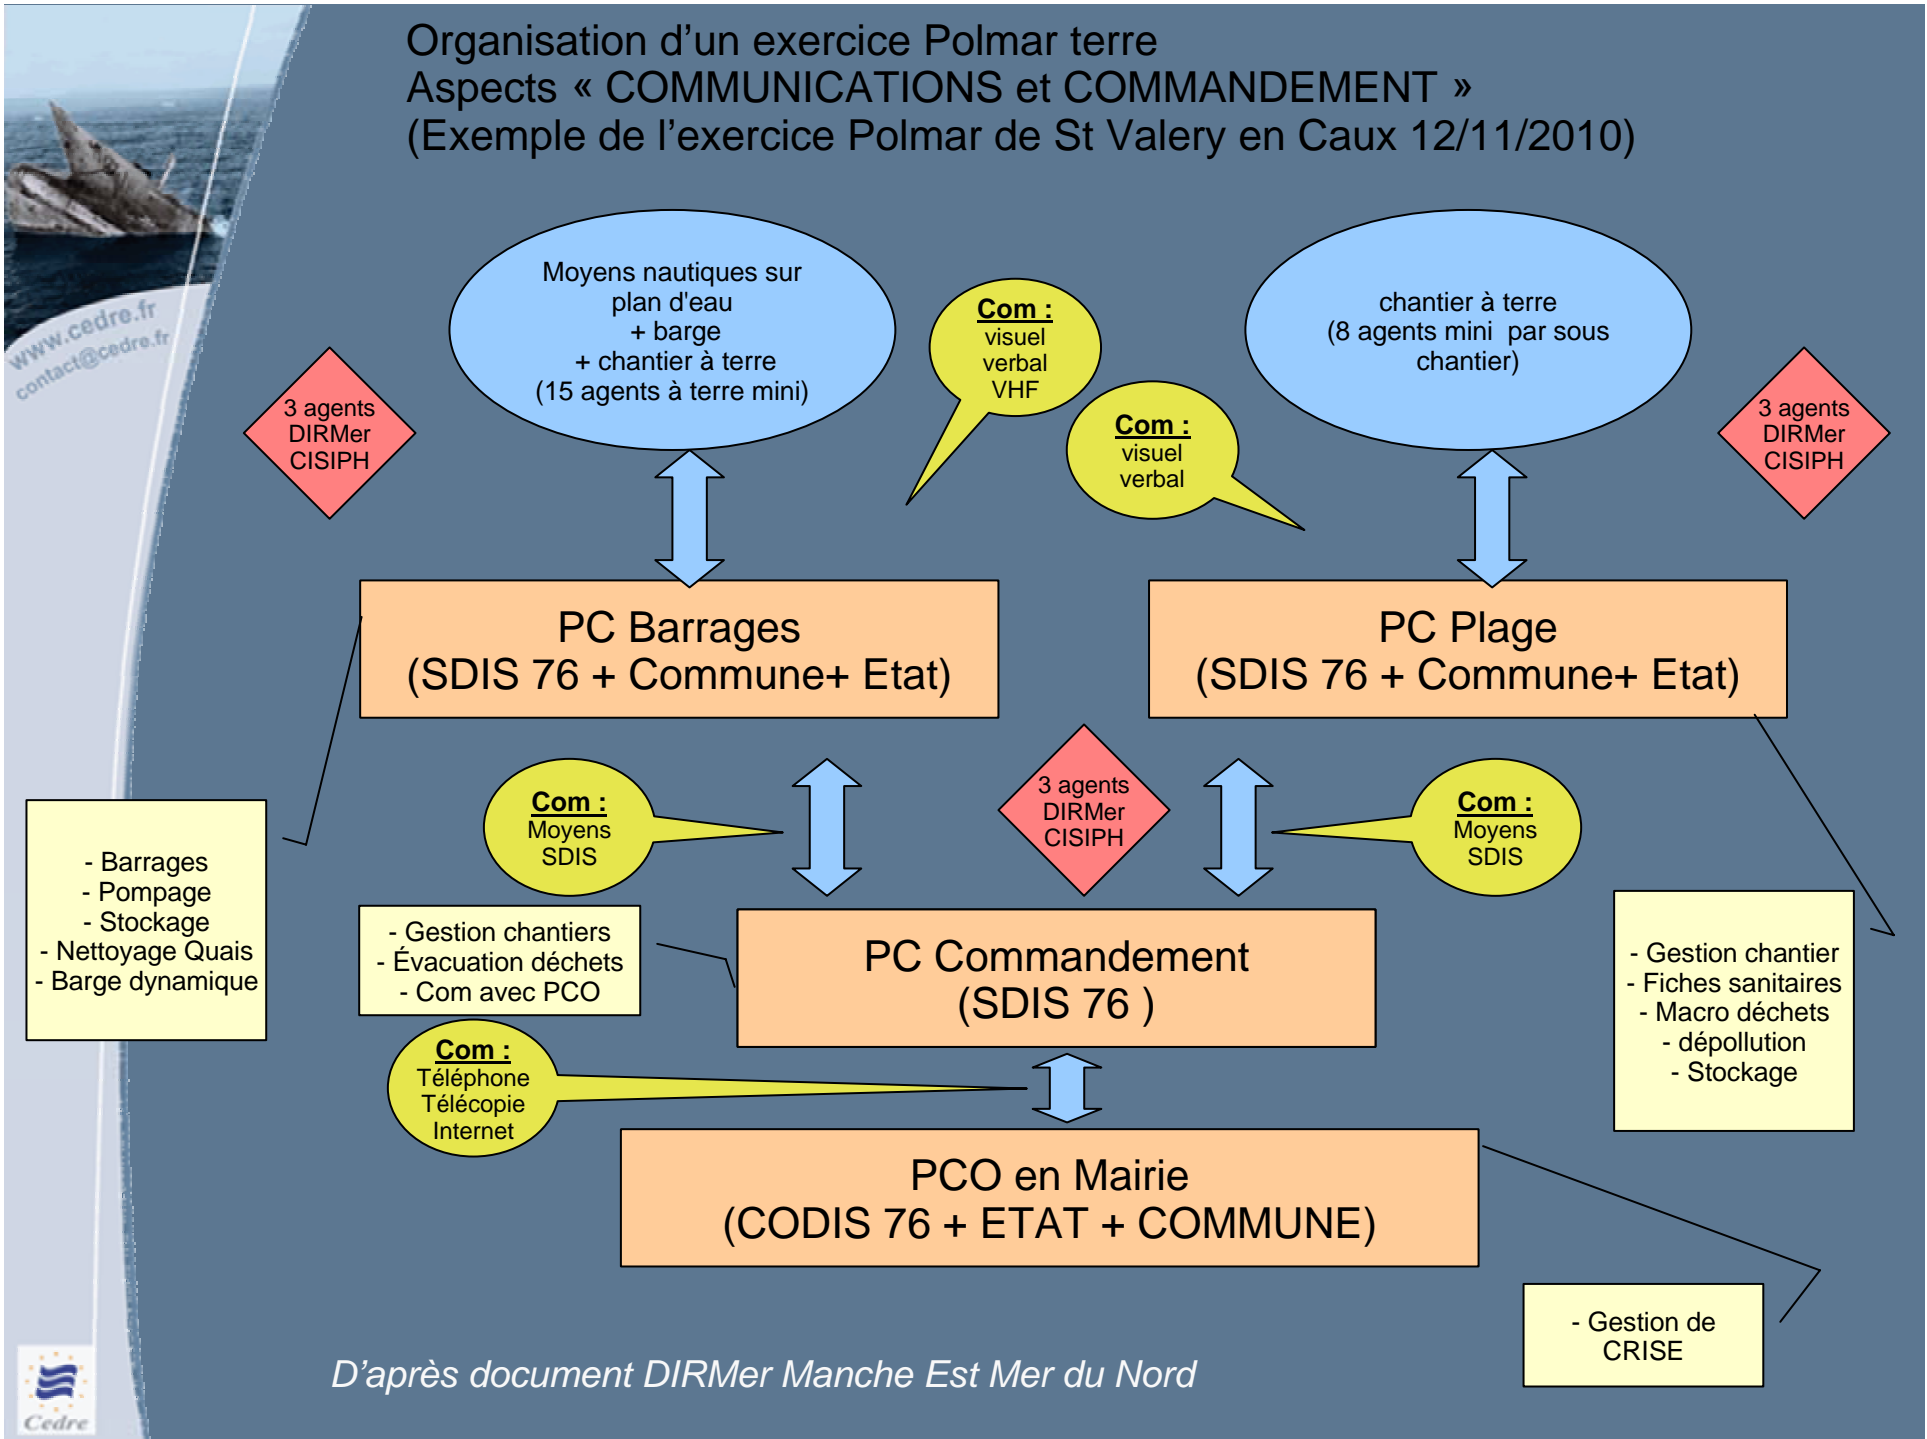 Organisation d’un exercice Polmar terre
Aspects « COMMUNICATIONS et COMMANDEMENT »
(Exemple de l’exercice Polmar de St Valery en Caux 12/11/2010)
www.cedre.fr
contact@cedre.fr
Moyens nautiques sur
plan d'eau
+ barge
+ chantier à terre
(15 agents à terre mini)
Com :
visuel
verbal
VHF
chantier à terre
(8 agents mini par sous
chantier)
3 agents
DIRMer
CISIPH
Com :
visuel
verbal
3 agents
DIRMer
CISIPH
PC Barrages
(SDIS 76 + Commune+ Etat)
PC Plage
(SDIS 76 + Commune+ Etat)
Com :
Moyens
SDIS
3 agents
DIRMer
CISIPH
Com :
Moyens
SDIS
- Barrages
- Pompage
- Stockage
- Nettoyage Quais
- Barge dynamique
- Gestion chantiers
- Évacuation déchets
- Com avec PCO
PC Commandement
(SDIS 76 )
- Gestion chantier
- Fiches sanitaires
- Macro déchets
- dépollution
- Stockage
Com :
Téléphone
Télécopie
Internet
PCO en Mairie
(CODIS 76 + ETAT + COMMUNE)
- Gestion de
CRISE
D’après document DIRMer Manche Est Mer du Nord
Cedre